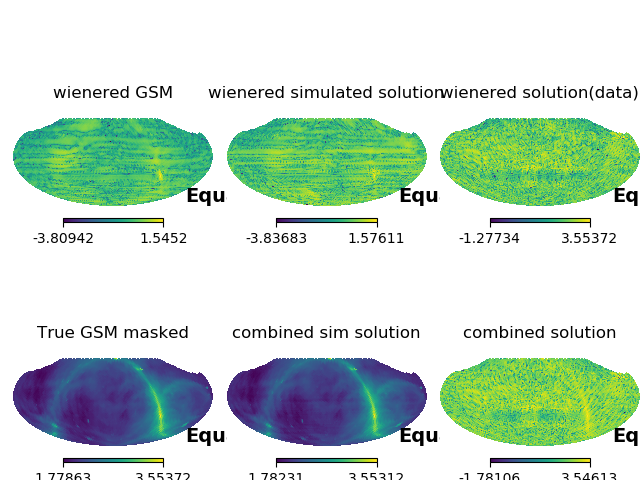 wienered GSM
wienered simulated solution
wienered solution(data)
Equ
Equ
Eq
-3.80942 1.5452
-3.83683 1.57611
-1.27734 3.55372
True GSM masked
combined sim solution
combined solution
Equ
Equ
Eq
1.77863 3.55372
1.78231 3.55312
-1.78106 3.54613